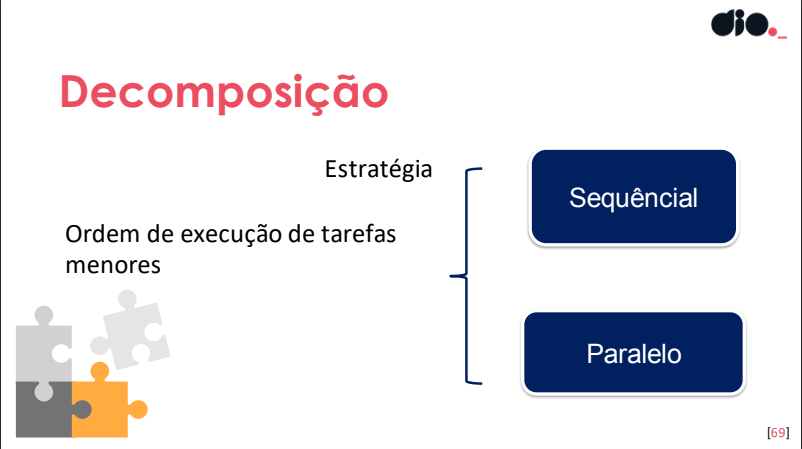 dio._
Decomposição
Estratégia
Sequêncial
Ordem de execução de tarefas
menores
Paralelo
[69]